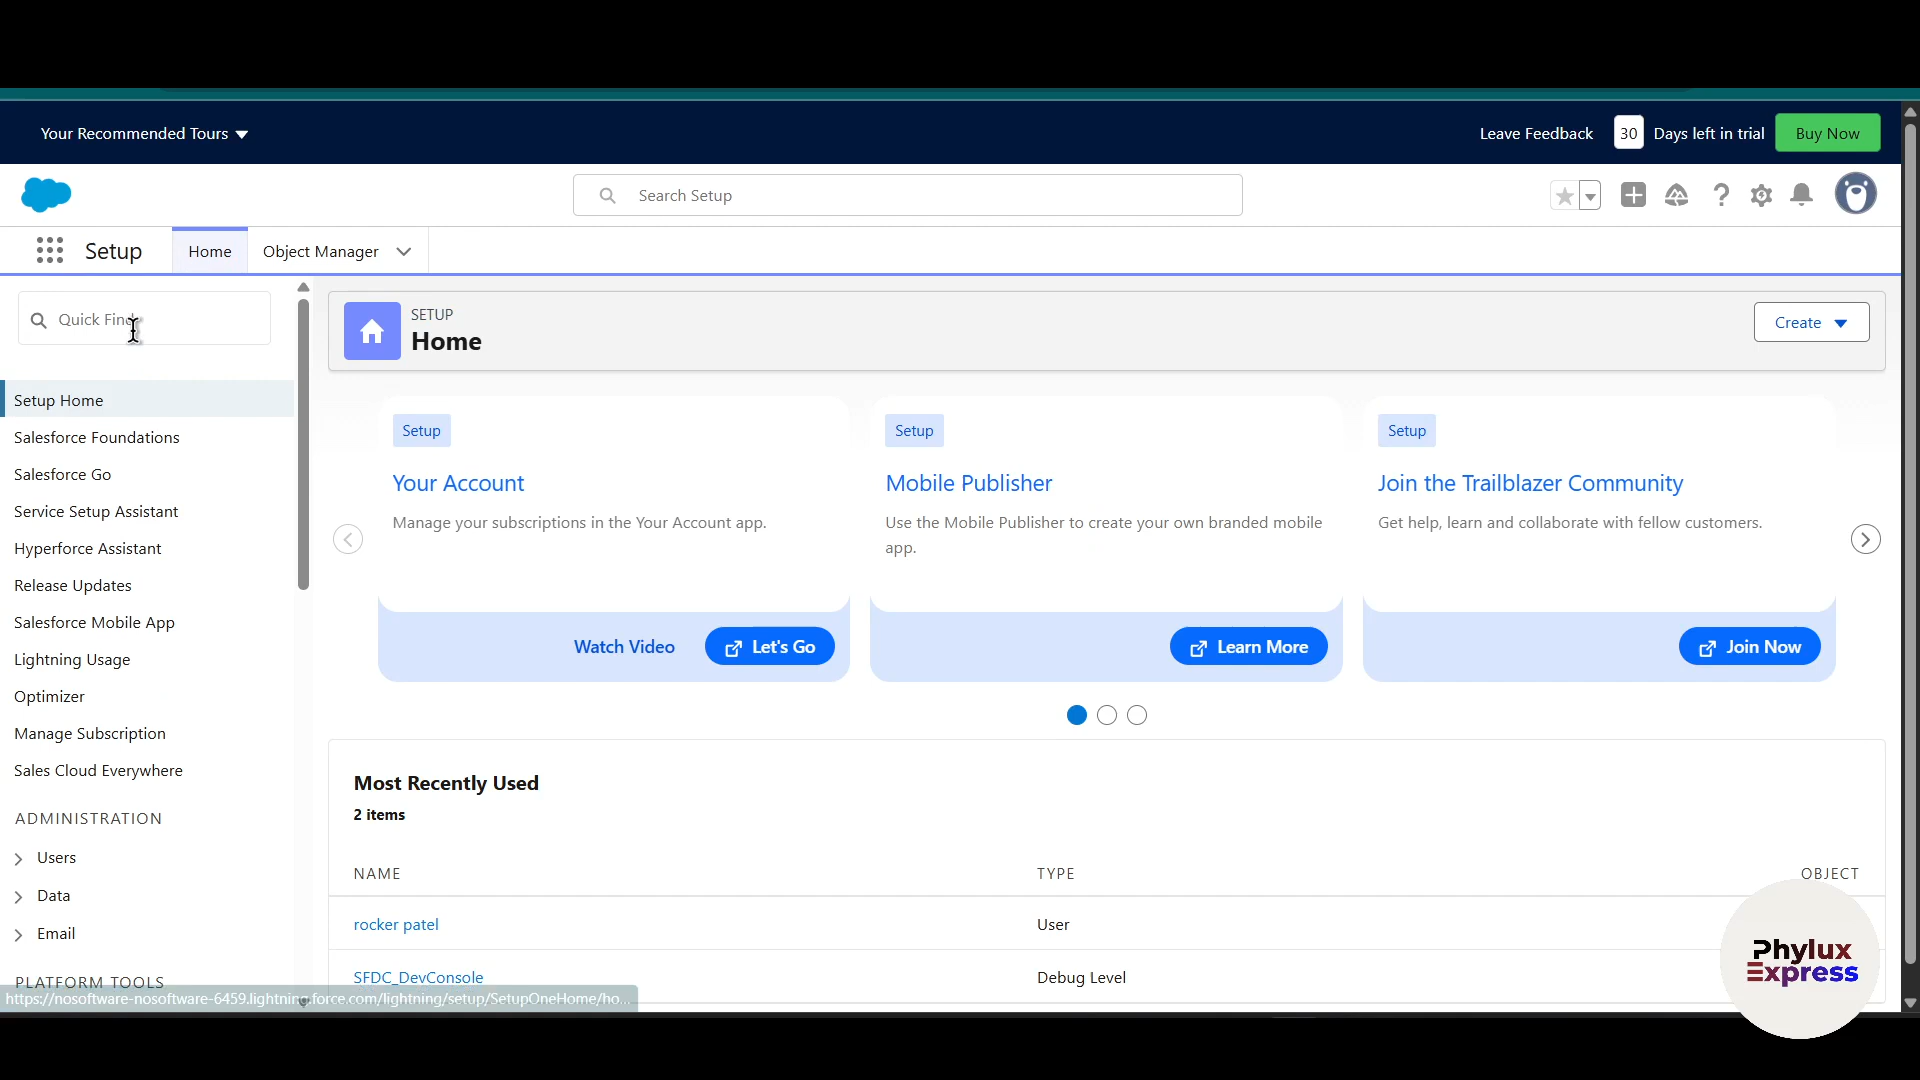 Your Recommended Tours
Leave Feedback
30
Days left in trial
Buy Now
Search Setup
Setup
Home
Object Manager
Quick Find
SETUP
Home
Create
Setup Home
Salesforce Foundations
Salesforce Go
Service Setup Assistant
Hyperforce Assistant
Release Updates
Salesforce Mobile App
Lightning Usage
Optimizer
Manage Subscription
Sales Cloud Everywhere
ADMINISTRATION
Users
Data
Email
PLATFORM TOOLS
Setup
Your Account
Manage your subscriptions in the Your Account app.
Watch Video
Let's Go
Setup
Mobile Publisher
Use the Mobile Publisher to create your own branded mobile
app.
Learn More
Setup
Join the Trailblazer Community
Get help, learn and collaborate with fellow customers.
Join Now
Most Recently Used
2 items
NAME TYPE OBJECT
rocker patel User
SFDC_DevConsole Debug Level
https://nosoftware-nosoftware-6459.lightning.force.com/lightning/setup/SetupOneHome/ho...
Phylux
Express